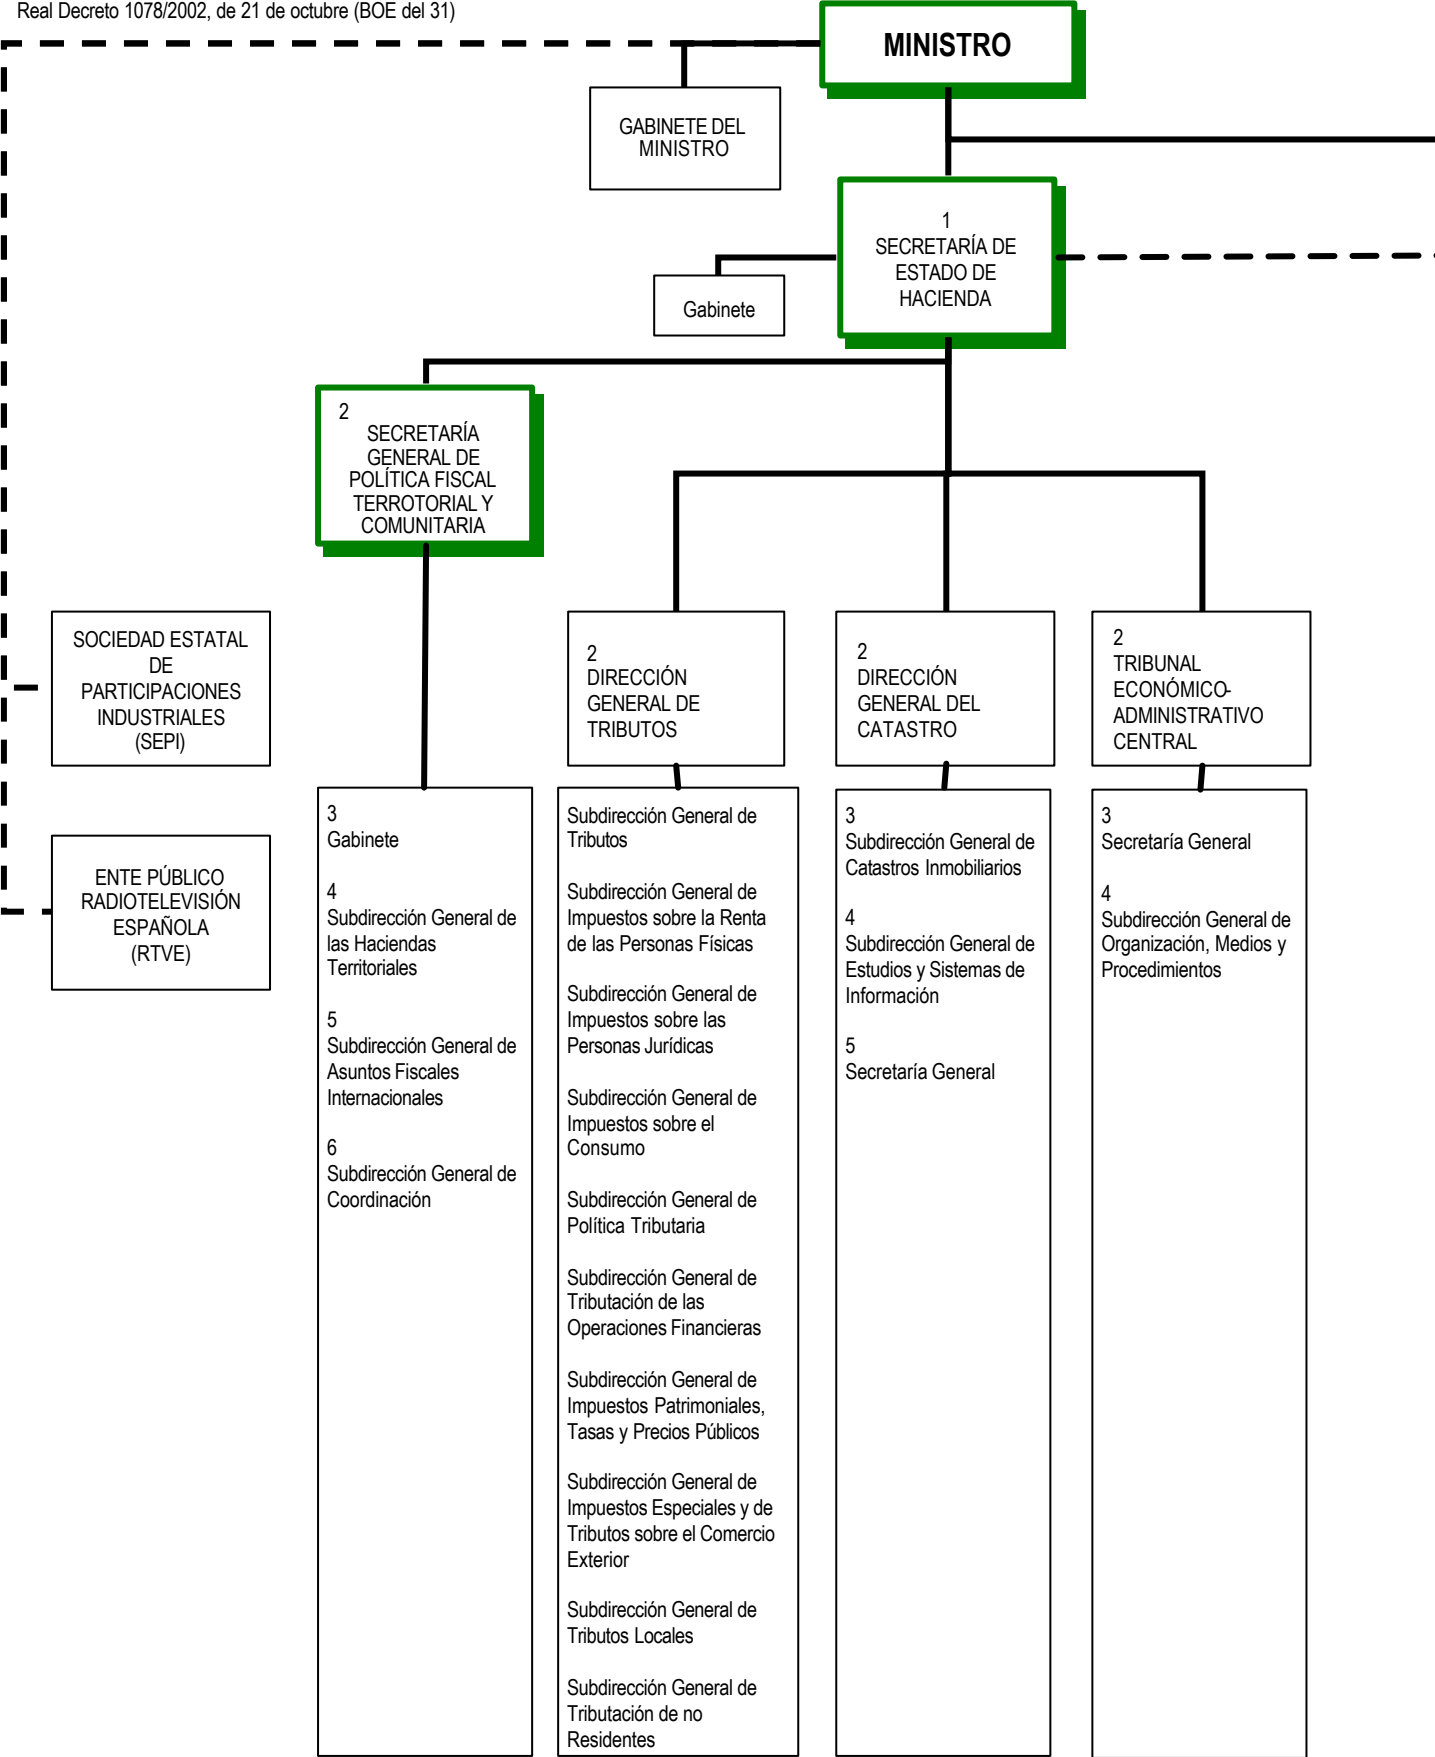 Real Decreto 1078/2002, de 21 de octubre (BOE del 31)
MINISTRO
GABINETE DEL
MINISTRO
1
SECRETARÍA DE
ESTADO DE
HACIENDA
Gabinete
2
SECRETARÍA
GENERAL DE
POLÍTICA FISCAL
TERROTORIAL Y
COMUNITARIA
SOCIEDAD ESTATAL
DE
PARTICIPACIONES
INDUSTRIALES
(SEPI)
2
DIRECCIÓN
GENERAL DE
TRIBUTOS
2
DIRECCIÓN
GENERAL DEL
CATASTRO
2
TRIBUNAL
ECONÓMICO-
ADMINISTRATIVO
CENTRAL
ENTE PÚBLICO
RADIOTELEVISIÓN
ESPAÑOLA
(RTVE)
3
Gabinete
4
Subdirección General de
las Haciendas
Territoriales
5
Subdirección General de
Asuntos Fiscales
Internacionales
6
Subdirección General de
Coordinación
Subdirección General de
Tributos
Subdirección General de
Impuestos sobre la Renta
de las Personas Físicas
Subdirección General de
Impuestos sobre las
Personas Jurídicas
Subdirección General de
Impuestos sobre el
Consumo
Subdirección General de
Política Tributaria
Subdirección General de
Tributación de las
Operaciones Financieras
Subdirección General de
Impuestos Patrimoniales,
Tasas y Precios Públicos
Subdirección General de
Impuestos Especiales y de
Tributos sobre el Comercio
Exterior
Subdirección General de
Tributos Locales
Subdirección General de
Tributación de no
Residentes
3
Subdirección General de
Catastros Inmobiliarios
4
Subdirección General de
Estudios y Sistemas de
Información
5
Secretaría General
3
Secretaría General
4
Subdirección General de
Organización, Medios y
Procedimientos